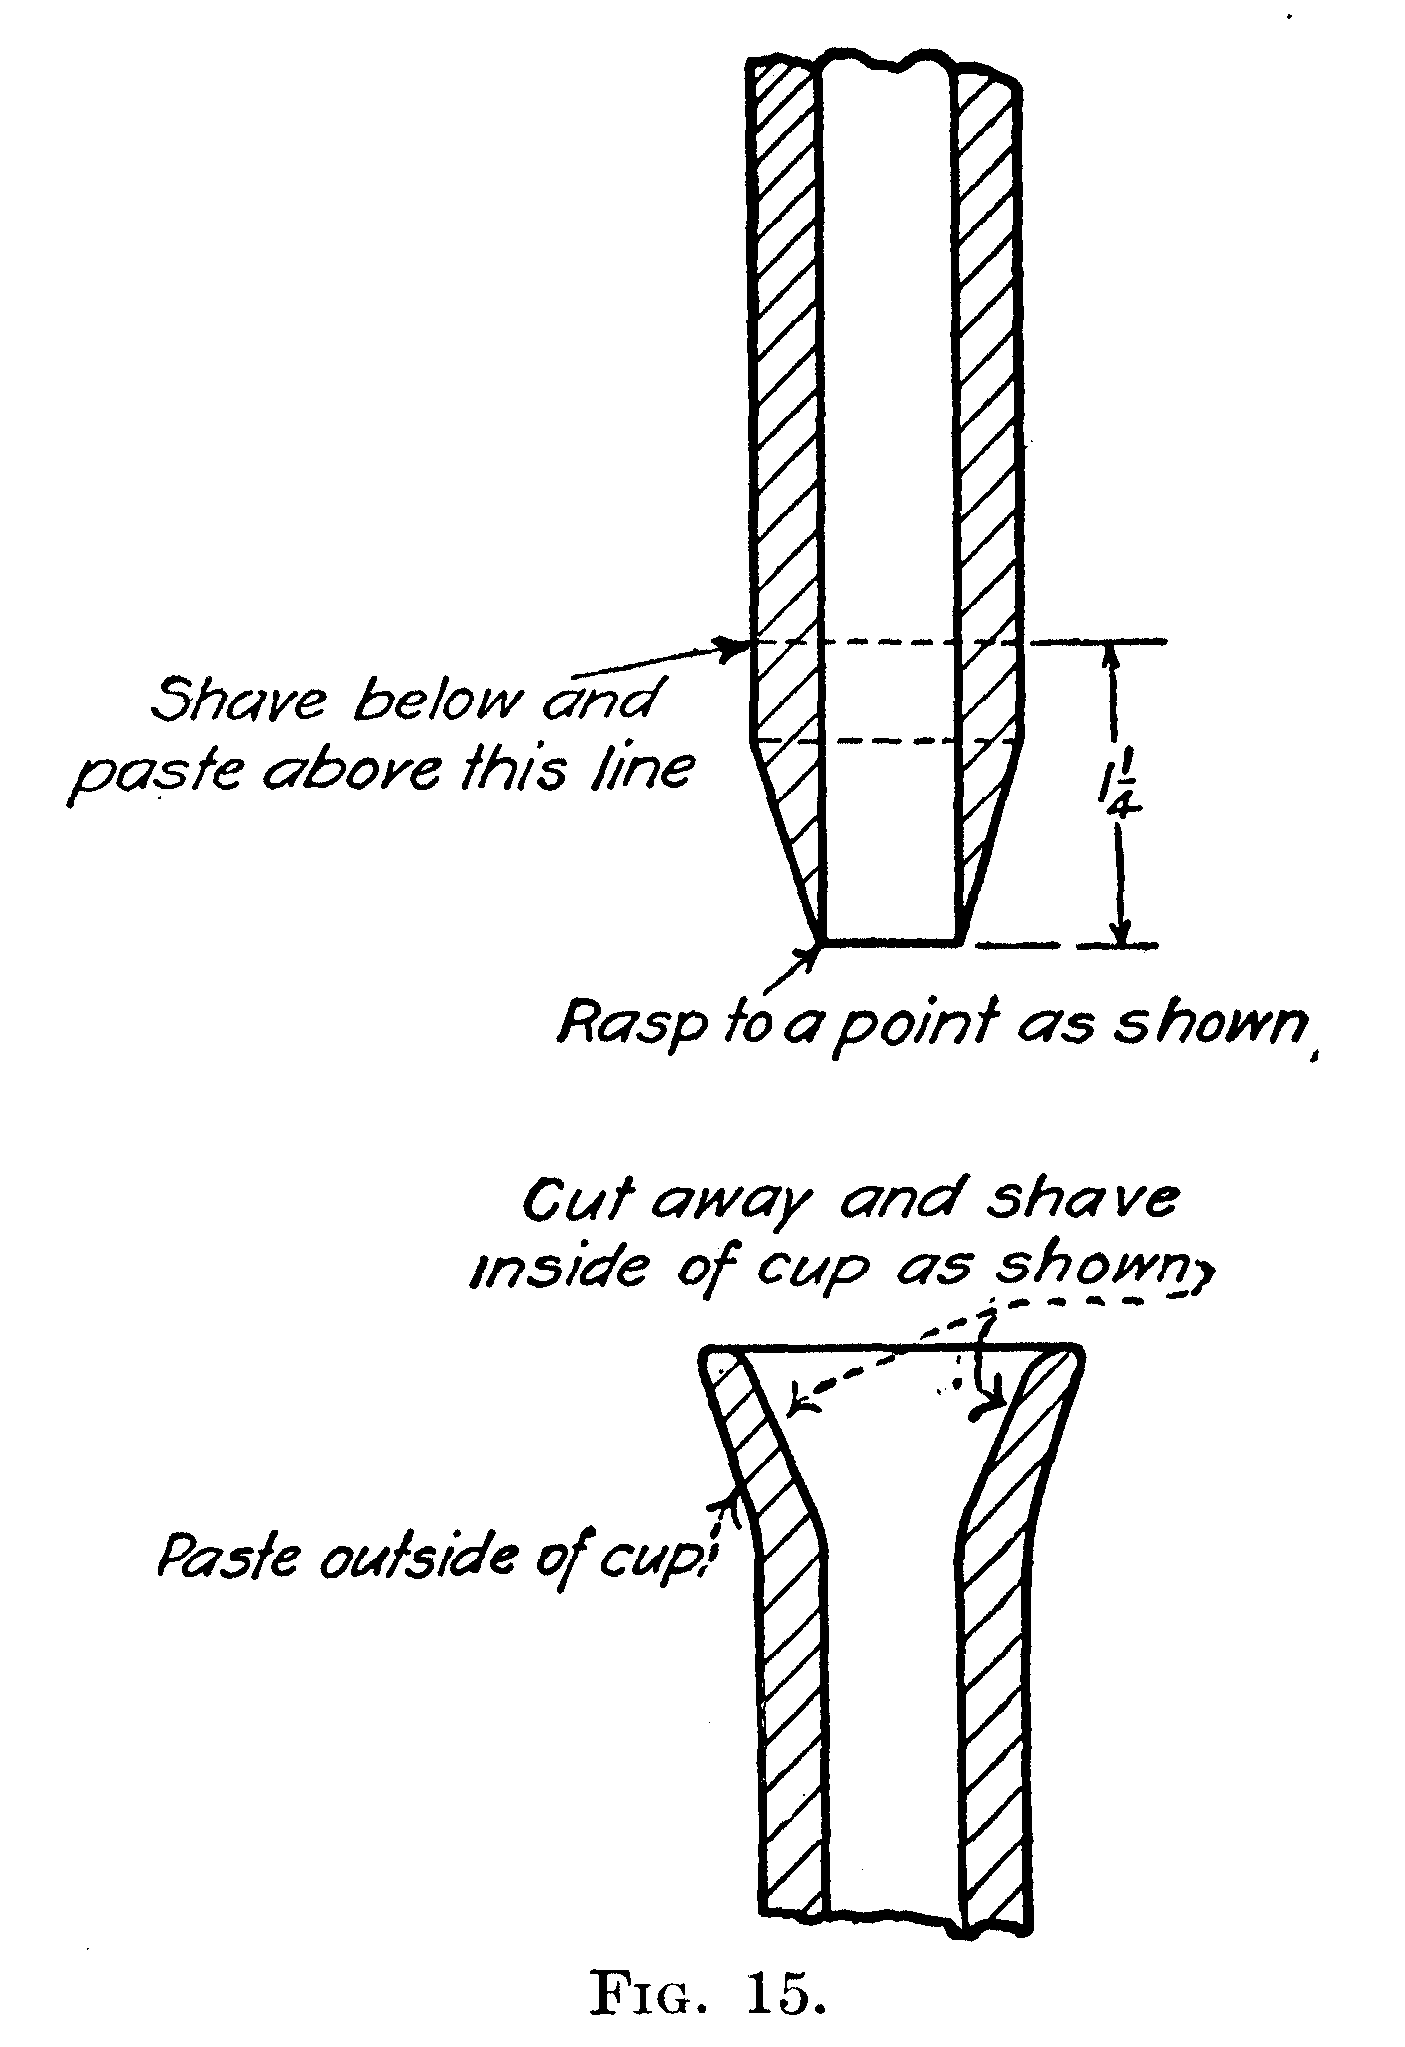 Shave below and
paste above this line
1 1/4
Rasp to a point as shown.
Cut away and shave
inside of cup as shown
Paste outside of cup.
FIG. 15.